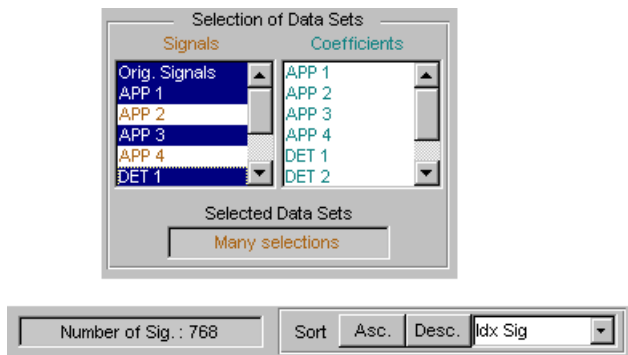 Selection of Data Sets
Signals Coefficients
Orig. Signals APP 1
APP 1 APP 2
APP 2 APP 3
APP 3 APP 4
APP 4 DET 1
DET 1 DET 2
Selected Data Sets
Many selections
Number of Sig. : 768 Sort Asc. Desc. Idx Sig